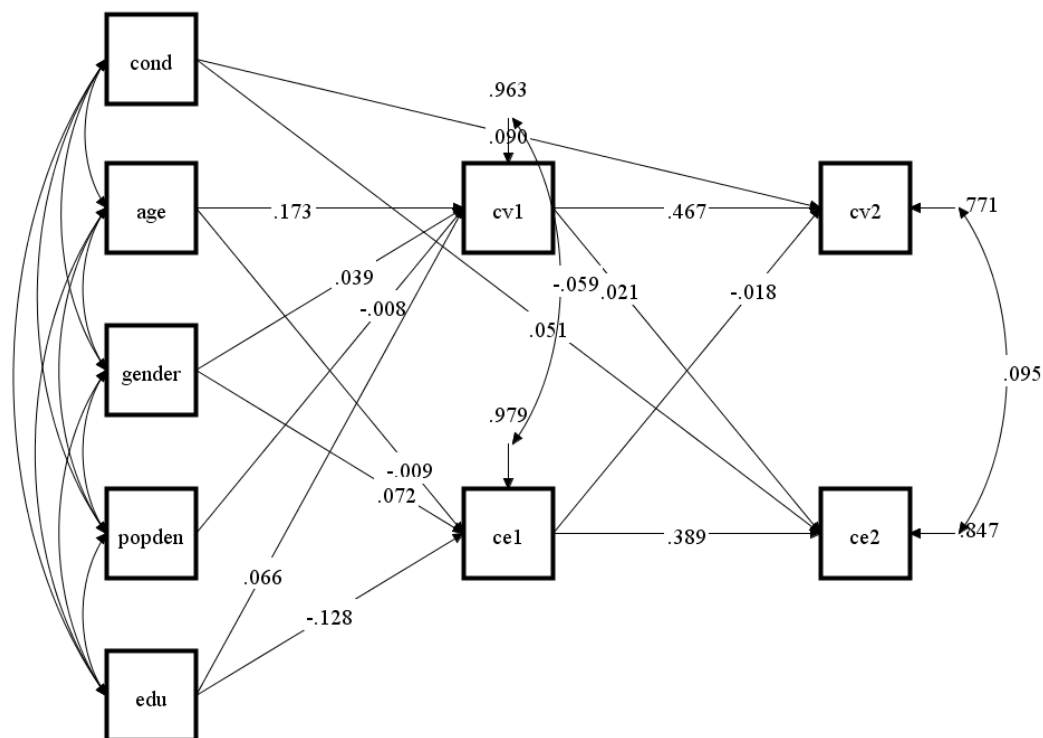 cond
.963
.090
age
.173
cv1
.467
cv2
.771
.039
-.008
-.059
.021
-.018
.051
gender
.095
.979
-.009
.072
popden
ce1
.389
ce2
.847
.066
-.128
edu